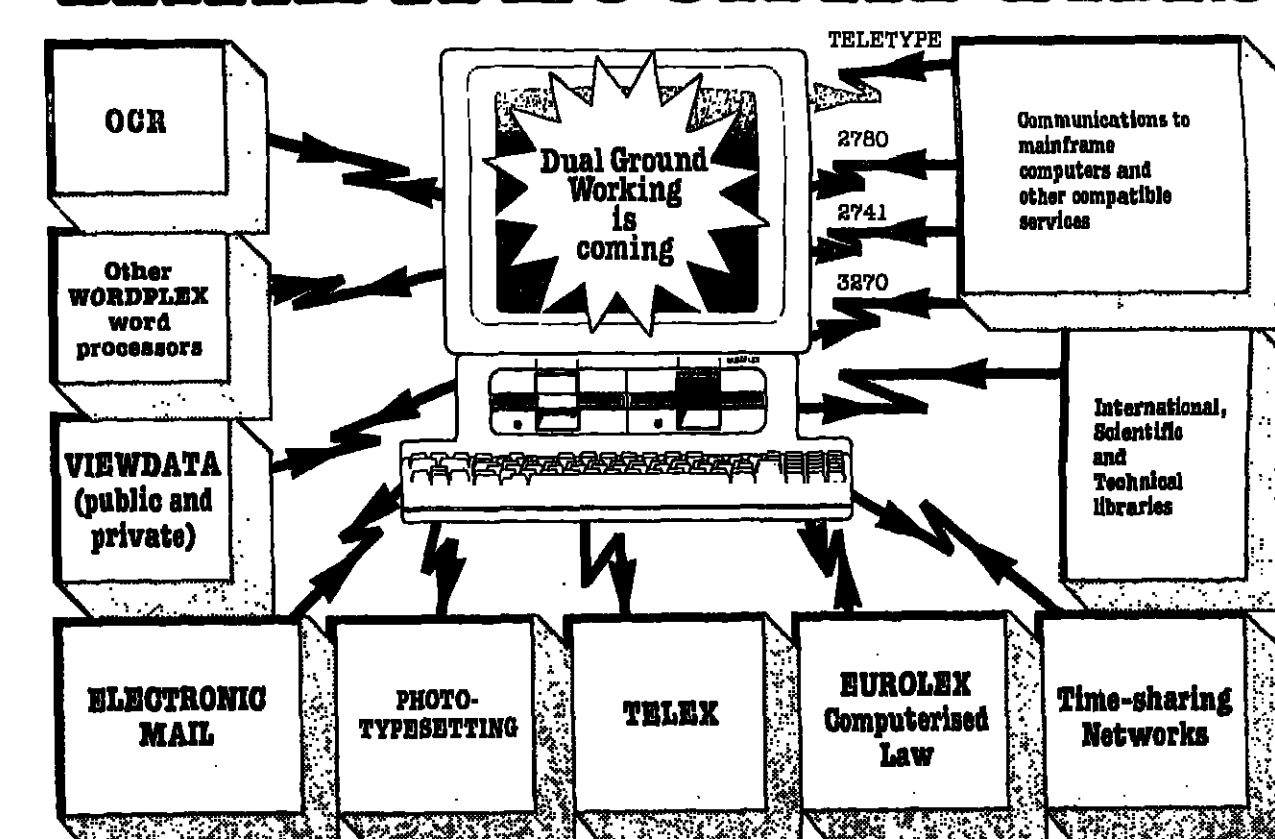 OCR
Other
WORDPLEX
word
processors
VIEWDATA
(public and
private)
Dual Ground
Working
is
coming
TELETYPE
2780
2741
3270
Communications to
mainframe
computers and
other compatible
services
International,
Scientific
and
Technical
libraries
ELECTRONIC
MAIL
PHOTO-
TYPESETTING
TELEX
EUROLEX
Computerised
Law
Time-sharing
Networks